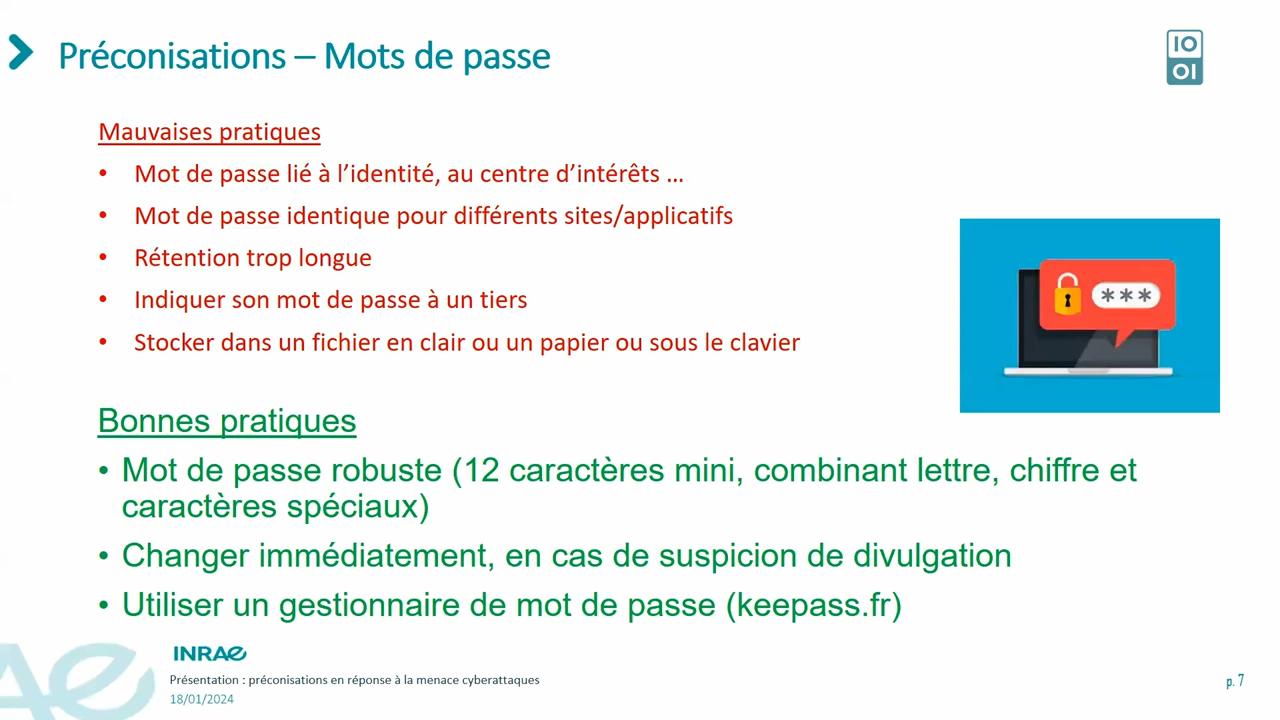 Préconisations – Mots de passe
IO
OI
Mauvaises pratiques
• Mot de passe lié à l’identité, au centre d’intérêts ...
• Mot de passe identique pour différents sites/applicatifs
• Rétention trop longue
• Indiquer son mot de passe à un tiers
• Stocker dans un fichier en clair ou un papier ou sous le clavier
***
Bonnes pratiques
• Mot de passe robuste (12 caractères mini, combinant lettre, chiffre et
caractères spéciaux)
• Changer immédiatement, en cas de suspicion de divulgation
• Utiliser un gestionnaire de mot de passe (keepass.fr)
INRAE
Présentation : préconisations en réponse à la menace cyberattaques
18/01/2024
p. 7